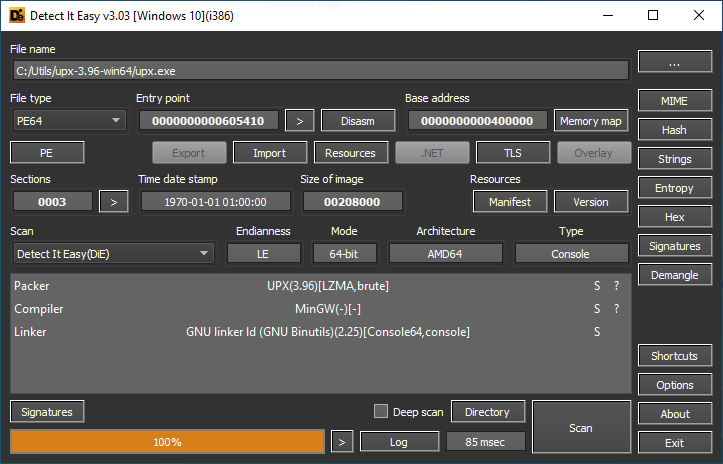 Detect It Easy v3.03 [Windows 10](i386)
File name
C:/Utils/upx-3.96-win64/upx.exe
...
File type Entry point Base address
PE64 0000000000605410 > Disasm 0000000000400000 Memory map MIME
PE Export Import Resources .NET TLS Overlay Hash
Strings
Sections Time date stamp Size of image Resources
0003 > 1970-01-01 01:00:00 00208000 Manifest Version Entropy
Hex
Scan Endianness Mode Architecture Type
Detect It Easy(DiE) LE 64-bit AMD64 Console Signatures
Demangle
Packer UPX(3.96)[LZMA,brute] S ?
Compiler MinGW(-)[-] S ?
Linker GNU linker ld (GNU Binutils)(2.25)[Console64,console] S
Shortcuts
Options
Signatures Deep scan Directory Scan About
100% > Log 85 msec Exit